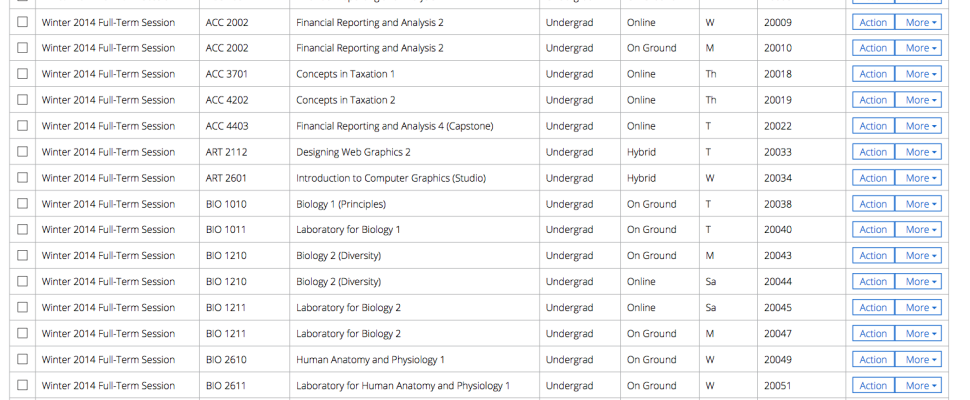 Winter 2014 Full-Term Session ACC 2002 Financial Reporting and Analysis 2 Undergrad Online W 20009 Action More
Winter 2014 Full-Term Session ACC 2002 Financial Reporting and Analysis 2 Undergrad On Ground M 20010 Action More
Winter 2014 Full-Term Session ACC 3701 Concepts in Taxation 1 Undergrad Online Th 20018 Action More
Winter 2014 Full-Term Session ACC 4202 Concepts in Taxation 2 Undergrad Online Th 20019 Action More
Winter 2014 Full-Term Session ACC 4403 Financial Reporting and Analysis 4 (Capstone) Undergrad Online T 20022 Action More
Winter 2014 Full-Term Session ART 2112 Designing Web Graphics 2 Undergrad Hybrid T 20033 Action More
Winter 2014 Full-Term Session ART 2601 Introduction to Computer Graphics (Studio) Undergrad Hybrid W 20034 Action More
Winter 2014 Full-Term Session BIO 1010 Biology 1 (Principles) Undergrad On Ground T 20038 Action More
Winter 2014 Full-Term Session BIO 1011 Laboratory for Biology 1 Undergrad On Ground T 20040 Action More
Winter 2014 Full-Term Session BIO 1210 Biology 2 (Diversity) Undergrad On Ground M 20043 Action More
Winter 2014 Full-Term Session BIO 1210 Biology 2 (Diversity) Undergrad Online Sa 20044 Action More
Winter 2014 Full-Term Session BIO 1211 Laboratory for Biology 2 Undergrad Online Sa 20045 Action More
Winter 2014 Full-Term Session BIO 1211 Laboratory for Biology 2 Undergrad On Ground M 20047 Action More
Winter 2014 Full-Term Session BIO 2610 Human Anatomy and Physiology 1 Undergrad On Ground W 20049 Action More
Winter 2014 Full-Term Session BIO 2611 Laboratory for Human Anatomy and Physiology 1 Undergrad On Ground W 20051 Action More